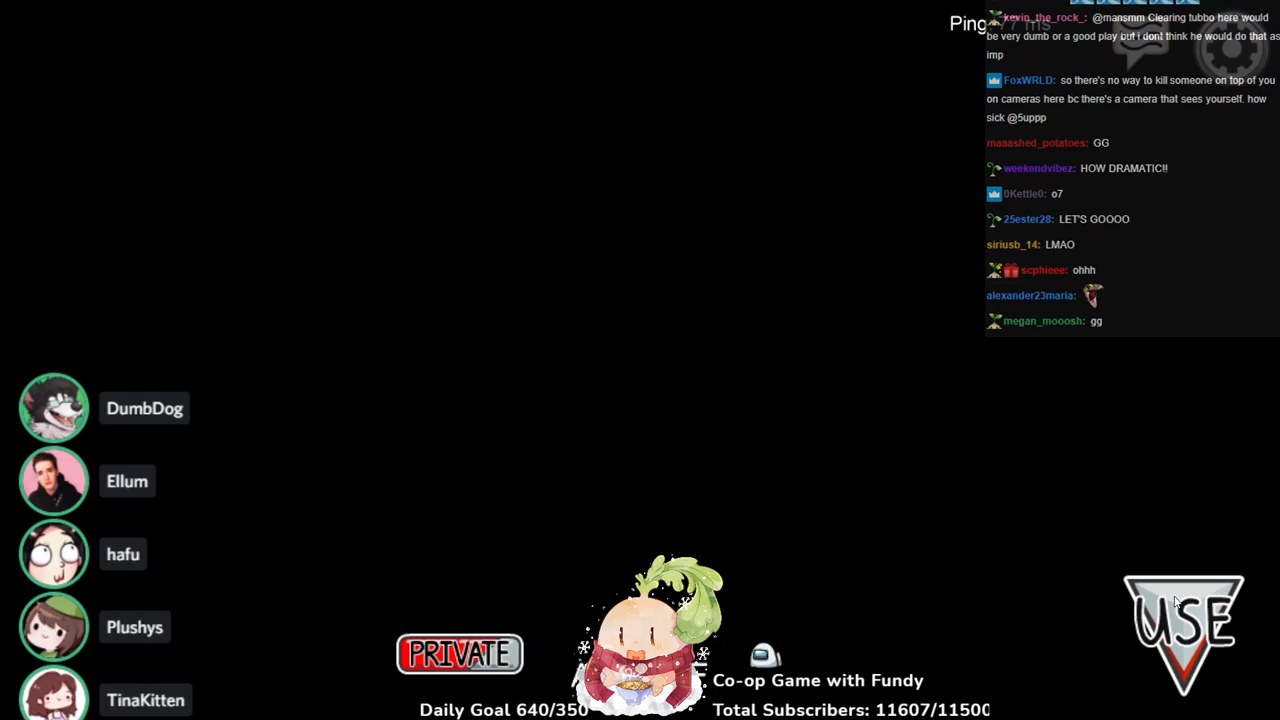 Ping: 77 ms
kevin_the_rock_: @mansmm Clearing tubbo here would
be very dumb or a good play but i dont think he would do that as
imp
FoxWRLD: so there's no way to kill someone on top of you
on cameras here bc there's a camera that sees yourself. how
sick @5uppp
maaashed_potatoes: GG
weekendvibez: HOW DRAMATIC!!
0Kettle0: o7
25ester28: LET'S GOOOO
siriusb_14: LMAO
scphieee: ohhh
alexander23maria:
megan_mooosh: gg
DumbDog
Ellum
hafu
Plushys
TinaKitten
PRIVATE
USE
Co-op Game with Fundy
Daily Goal 640/350
Total Subscribers: 11607/11500